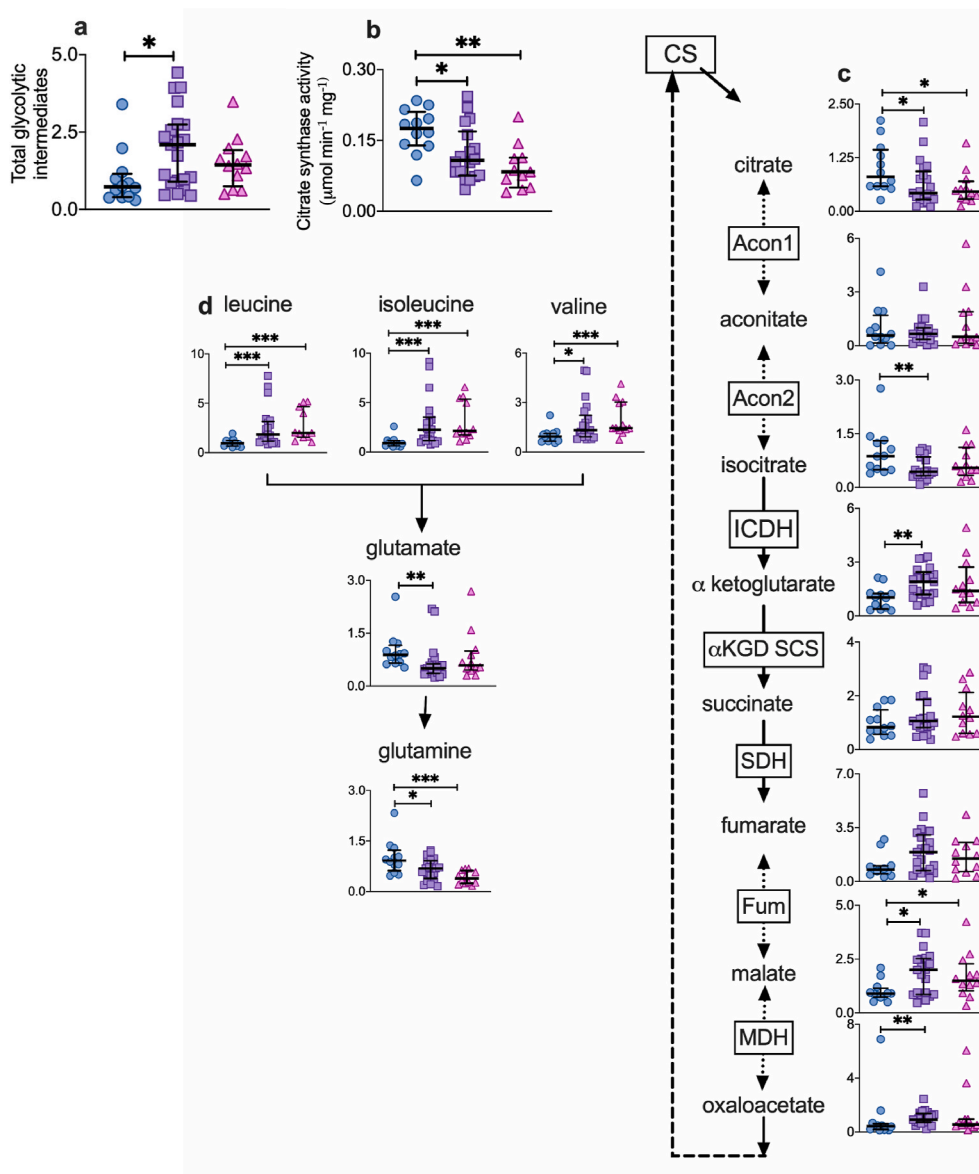 a
*
5.0
2.5
0.0
Total glycolytic
intermediates
b
**
*
0.30
0.15
0.00
Citrate synthase activity
(μmol min⁻¹ mg⁻¹)
CS
c
*
*
2.50
1.25
0.00
citrate
Acon1
6
3
0
aconitate
Acon2
**
3.0
1.5
0.0
isocitrate
ICDH
**
6
3
0
α ketoglutarate
αKGD SCS
4
2
0
succinate
SDH
7.0
3.5
0.0
fumarate
Fum
*
*
5.0
2.5
0.0
malate
MDH
**
8
4
0
oxaloacetate
d
leucine
***
***
10
5
0
isoleucine
***
***
10
5
0
valine
***
*
6
3
0
glutamate
**
3.0
1.5
0.0
glutamine
***
*
3.0
1.5
0.0